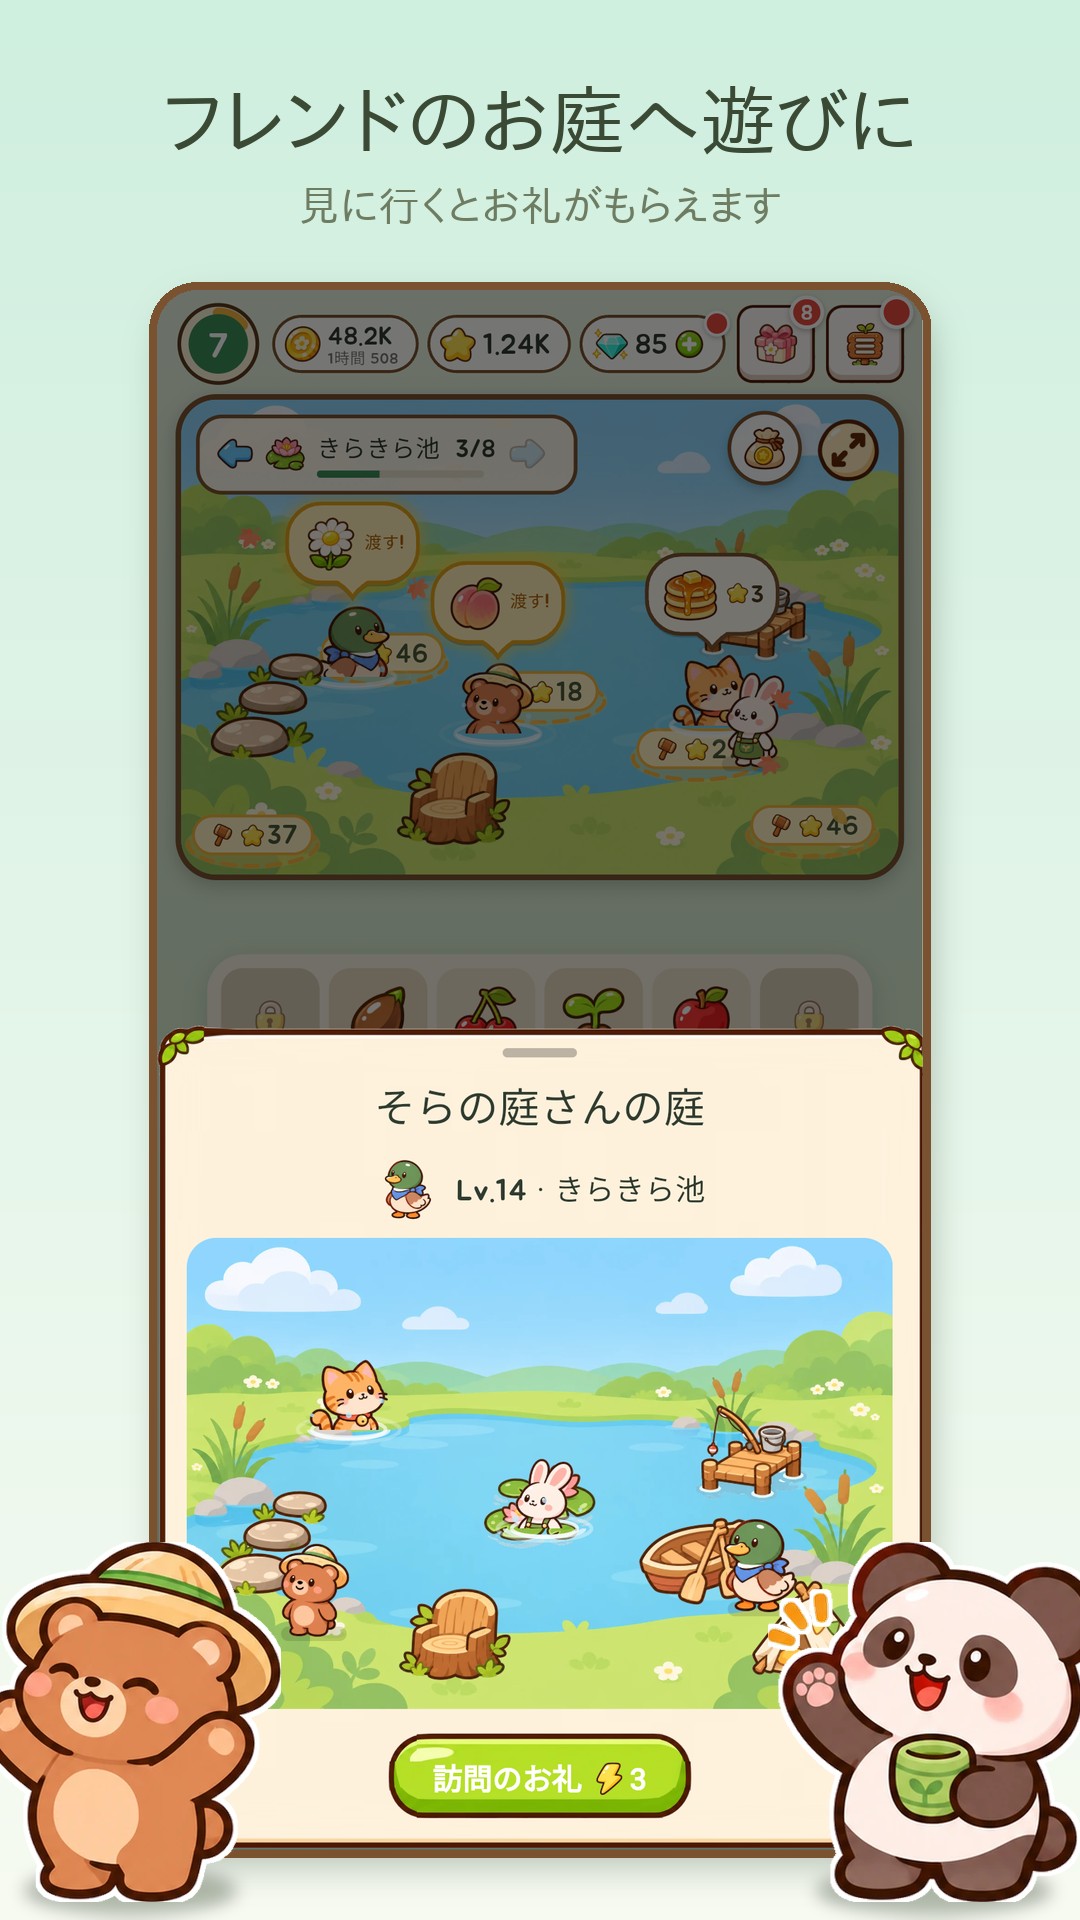 フレンドのお庭へ遊びに
見に行くとお礼がもらえます
7
48.2K
1時間 508
1.24K
85
8
きらきら池 3/8
渡す!
渡す!
3
46
18
2
37
46
そらの庭さんの庭
Lv.14 · きらきら池
訪問のお礼 3